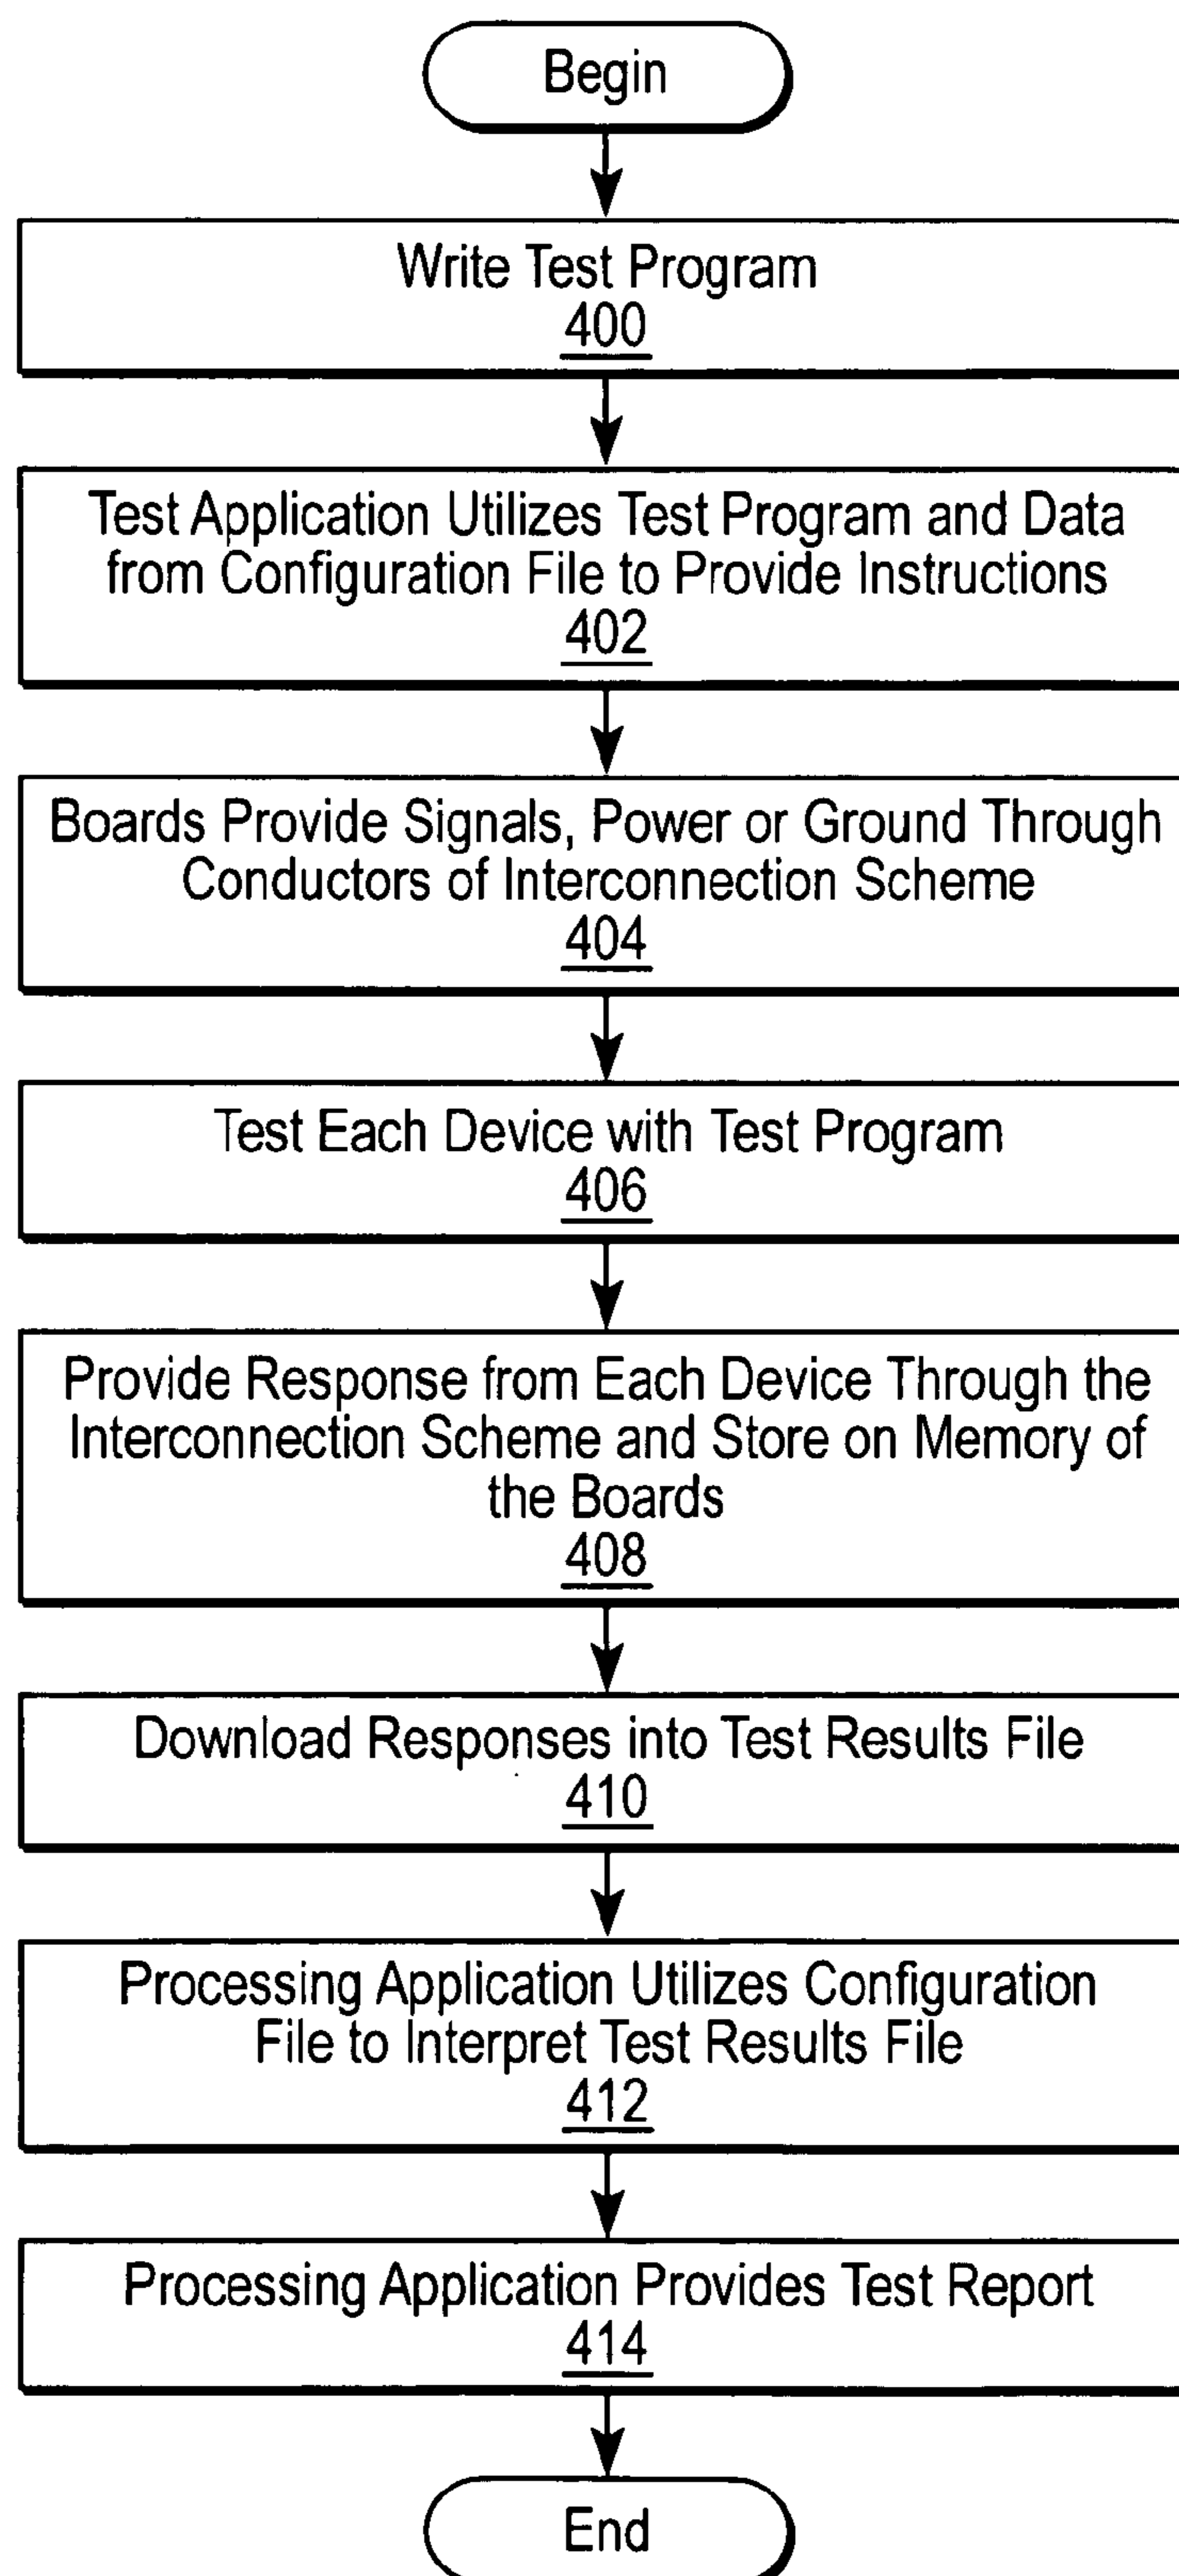 Begin
Write Test Program
400
Test Application Utilizes Test Program and Data
from Configuration File to Provide Instructions
402
Boards Provide Signals, Power or Ground Through
Conductors of Interconnection Scheme
404
Test Each Device with Test Program
406
Provide Response from Each Device Through the
Interconnection Scheme and Store on Memory of
the Boards
408
Download Responses into Test Results File
410
Processing Application Utilizes Configuration
File to Interpret Test Results File
412
Processing Application Provides Test Report
414
End